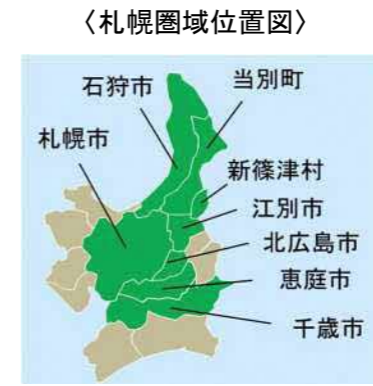 〈札幌圏域位置図〉
石狩市
当別町
札幌市
新篠津村
江別市
北広島市
恵庭市
千歳市